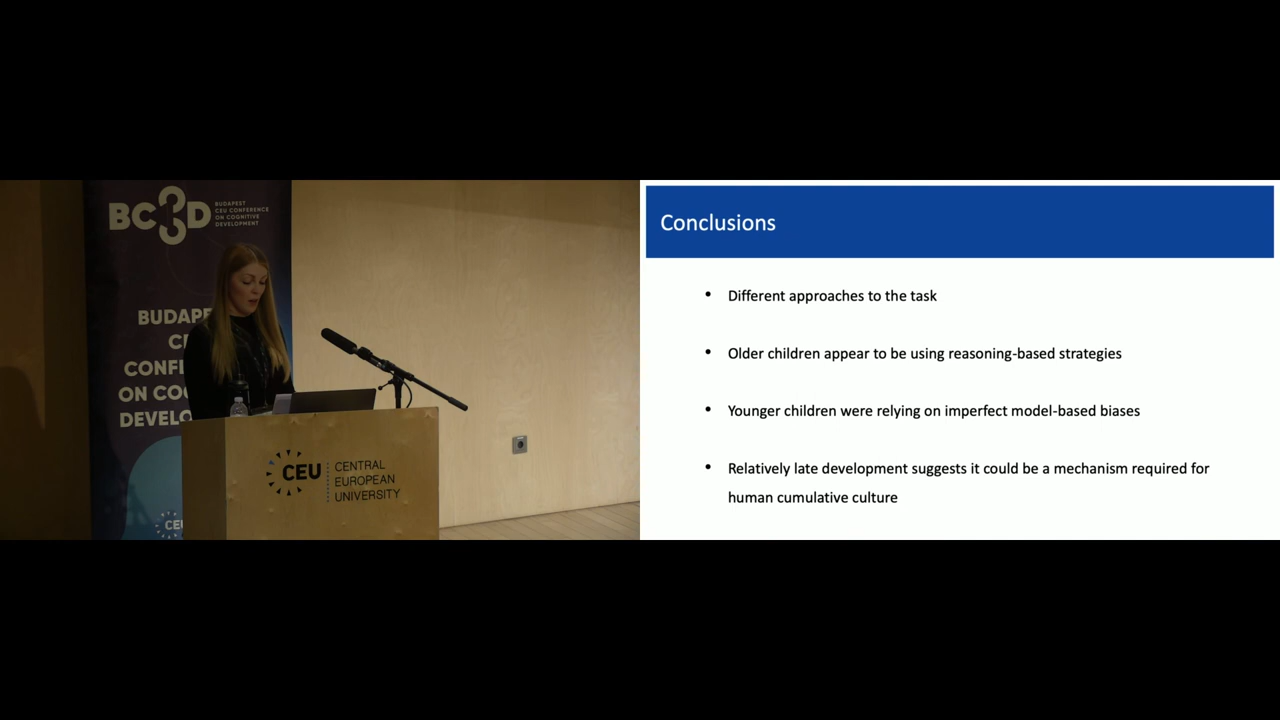 BC3D
BUDAPEST
CEU CONFERENCE
ON COGNITIVE
DEVELOPMENT
CEU
CENTRAL
EUROPEAN
UNIVERSITY
CEU
Conclusions
• Different approaches to the task
• Older children appear to be using reasoning-based strategies
• Younger children were relying on imperfect model-based biases
• Relatively late development suggests it could be a mechanism required for
human cumulative culture